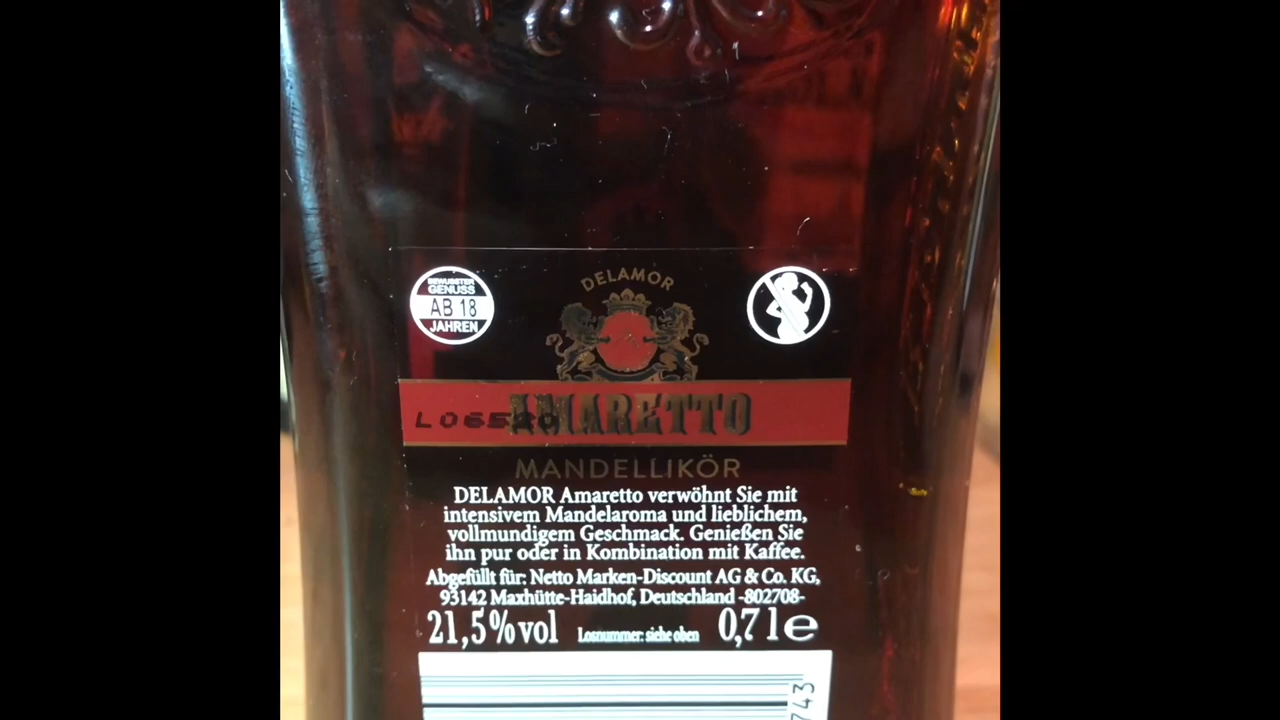 DELAMOR
BEWUSSTER
GENUSS
AB 18
JAHREN
AMARETTO
L06520
MANDELLIKÖR
DELAMOR Amaretto verwöhnt Sie mit
intensivem Mandelaroma und lieblichem,
vollmundigem Geschmack. Genießen Sie
ihn pur oder in Kombination mit Kaffee.
Abgefüllt für: Netto Marken-Discount AG & Co. KG,
93142 Maxhütte-Haidhof, Deutschland -802708-
21,5%vol Losnummer: siehe oben 0,7 l e
743